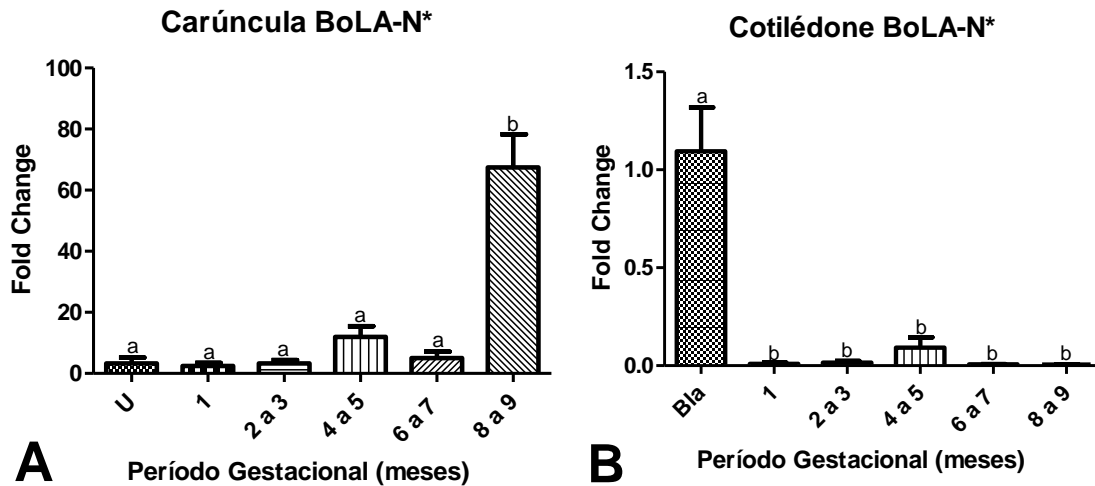 Carúncula BoLA-N*
100
80
60
40
20
0
Fold Change
a
a
a
a
a
b
U
1
2 a 3
4 a 5
6 a 7
8 a 9
A
Período Gestacional (meses)
Cotilédone BoLA-N*
1.5
1.0
0.5
0.0
Fold Change
a
b
b
b
b
b
Bla
1
2 a 3
4 a 5
6 a 7
8 a 9
B
Período Gestacional (meses)